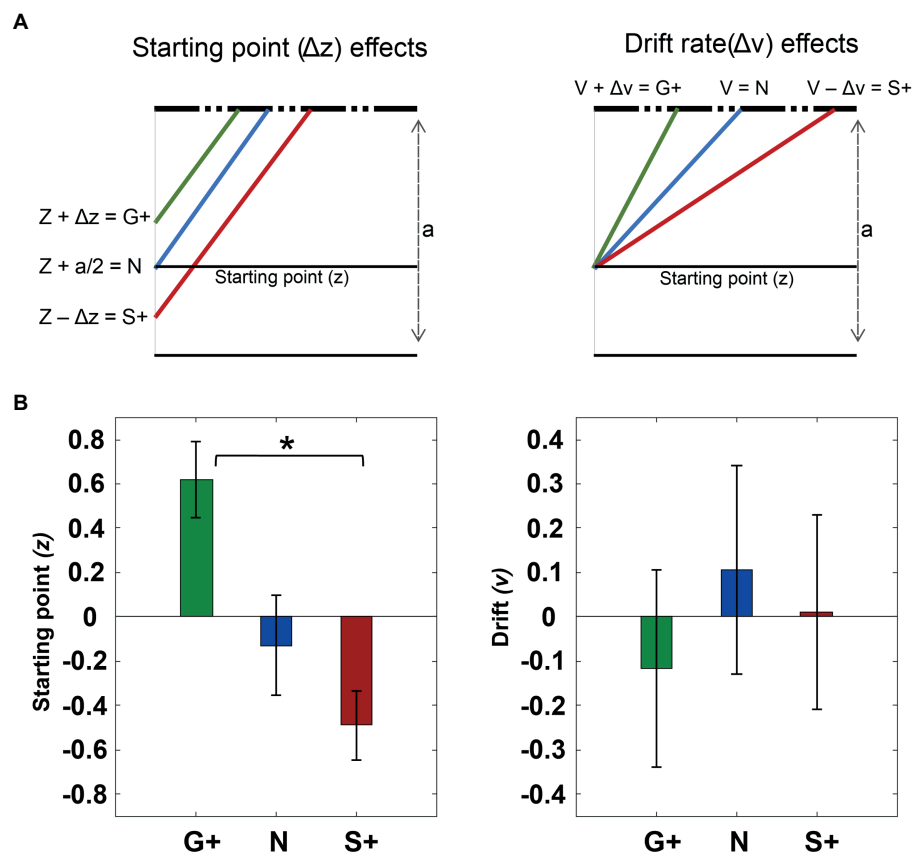 A
Starting point (Δz) effects
Z + Δz = G+
Z + a/2 = N
Z – Δz = S+
Starting point (z)
a
Drift rate(Δv) effects
V + Δv = G+ V = N V – Δv = S+
Starting point (z)
a
B
Starting point (z)
0.8
0.6
0.4
0.2
0
-0.2
-0.4
-0.6
-0.8
*
G+ N S+
Drift (v)
0.4
0.3
0.2
0.1
0
-0.1
-0.2
-0.3
-0.4
G+ N S+